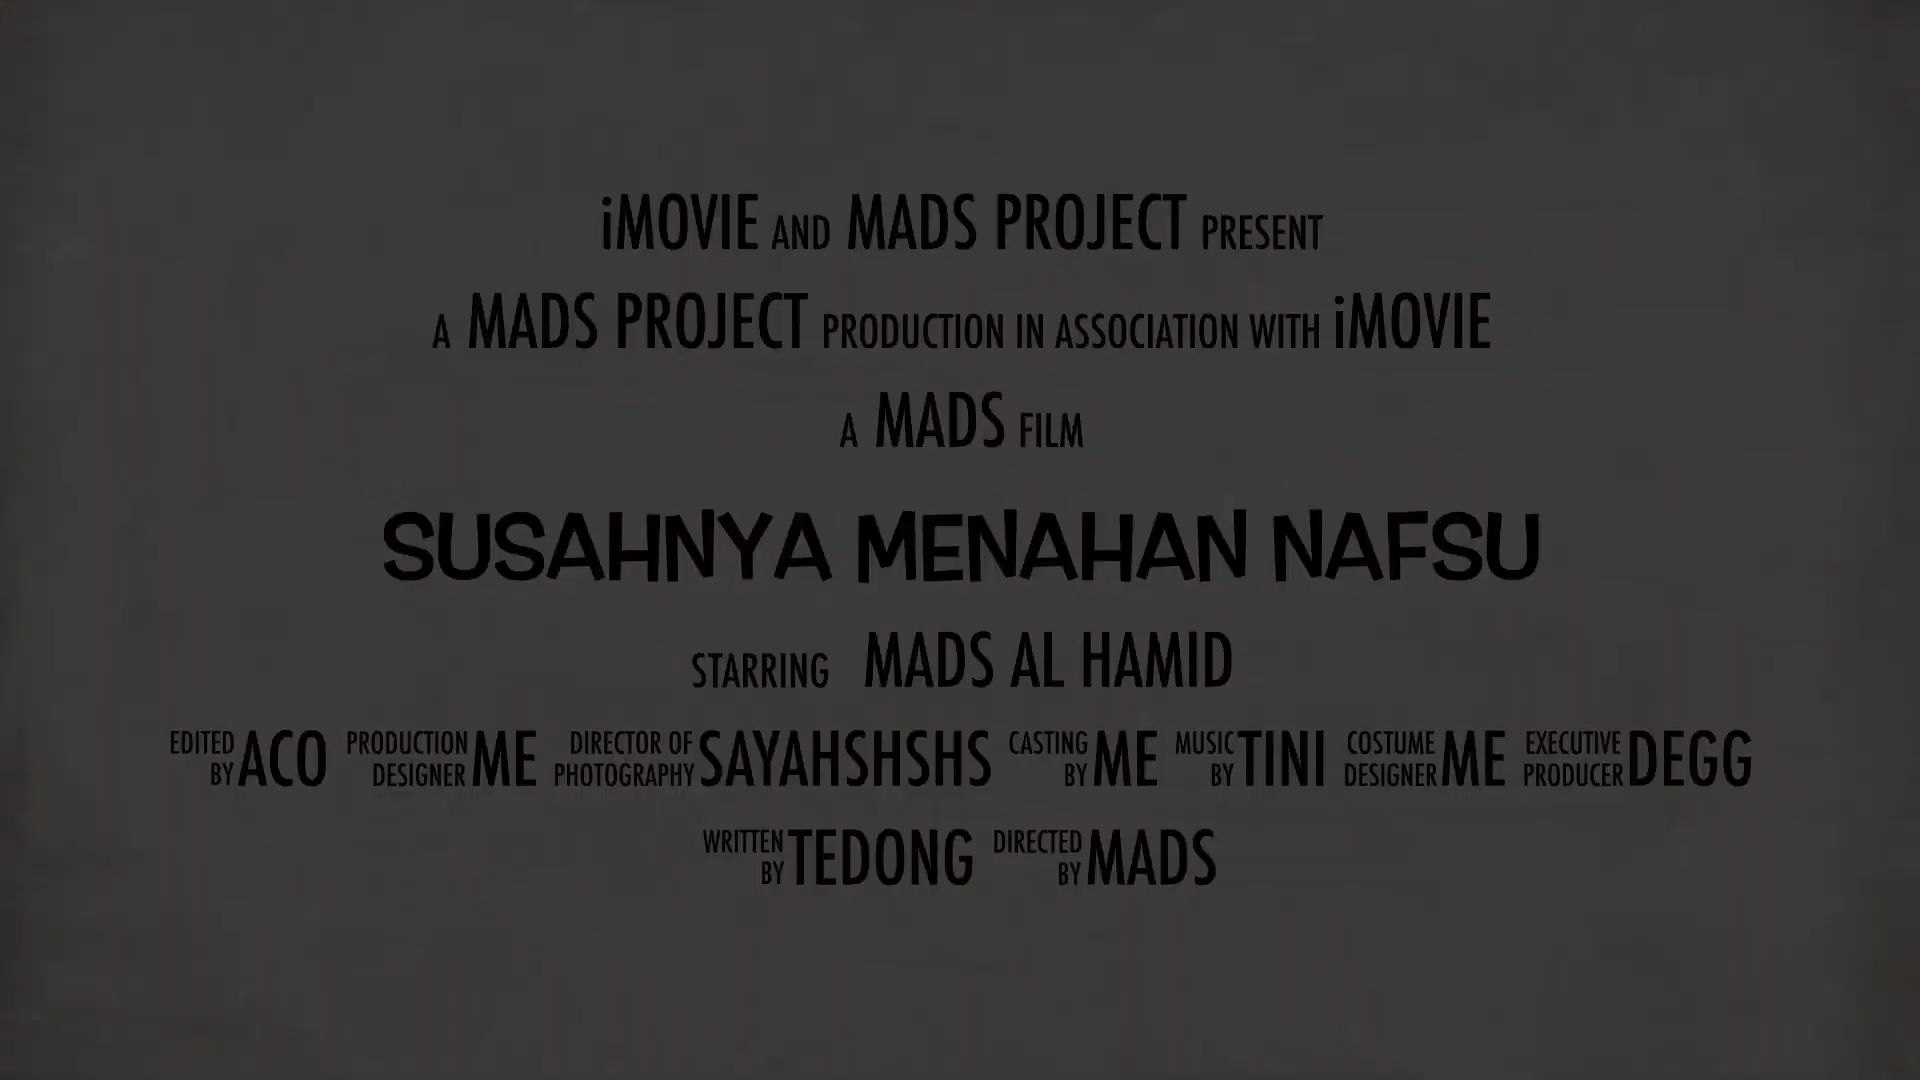 iMOVIE AND MADS PROJECT PRESENT
A MADS PROJECT PRODUCTION IN ASSOCIATION WITH iMOVIE
A MADS FILM
SUSAHNYA MENAHAN NAFSU
STARRING MADS AL HAMID
EDITED BY ACO PRODUCTION DESIGNER ME DIRECTOR OF PHOTOGRAPHY SAYAHSHSHS CASTING BY ME MUSIC BY TINI COSTUME DESIGNER ME EXECUTIVE PRODUCER DEGG
WRITTEN BY TEDONG DIRECTED BY MADS